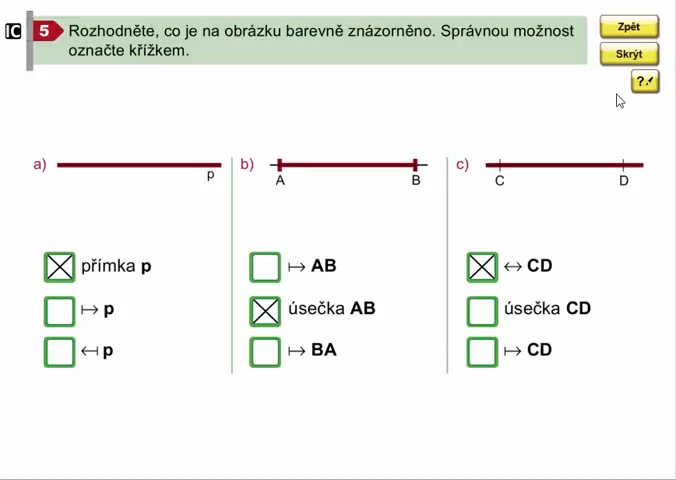 IC
5 Rozhodněte, co je na obrázku barevně znázorněno. Správnou možnost
označte křížkem.
Zpět
Skrýt
?
a)
p
b)
A B
c)
C D
přímka p
↦ p
↤ p
↦ AB
úsečka AB
↦ BA
↔ CD
úsečka CD
↦ CD